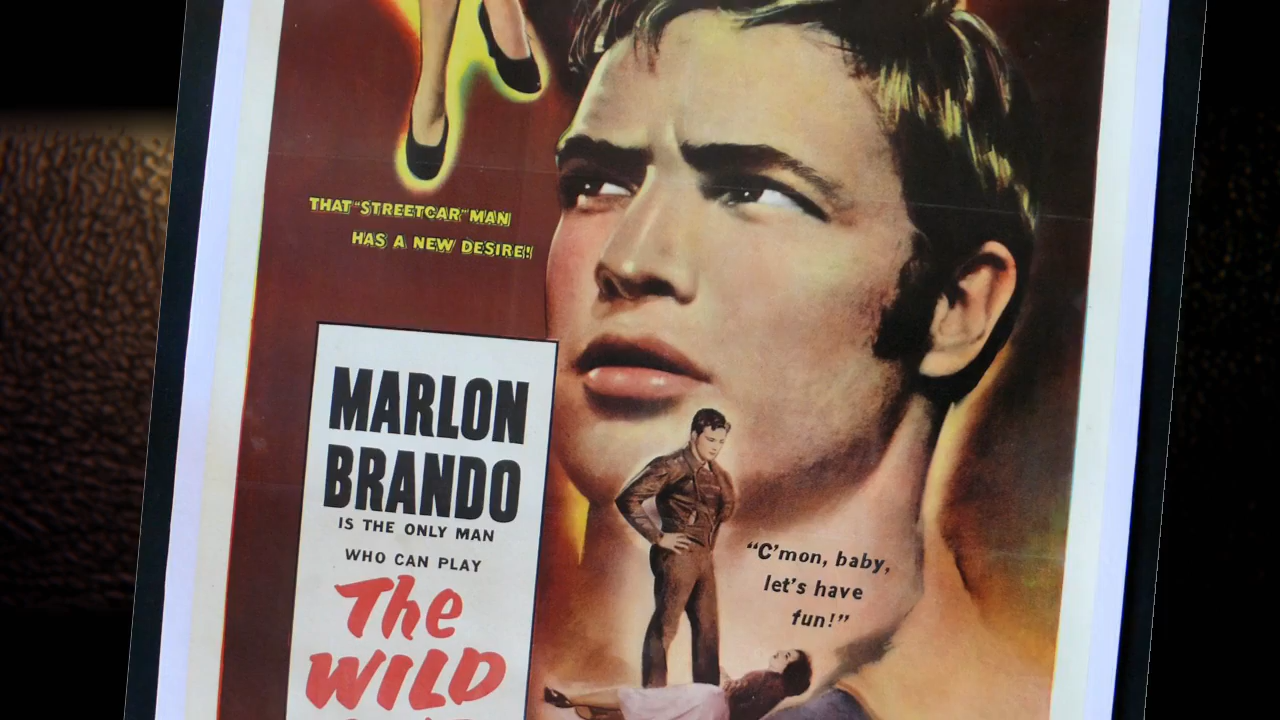 THAT "STREETCAR" MAN
HAS A NEW DESIRE!
MARLON
BRANDO
IS THE ONLY MAN
WHO CAN PLAY
The
WILD
"C'mon, baby,
let's have
fun!"